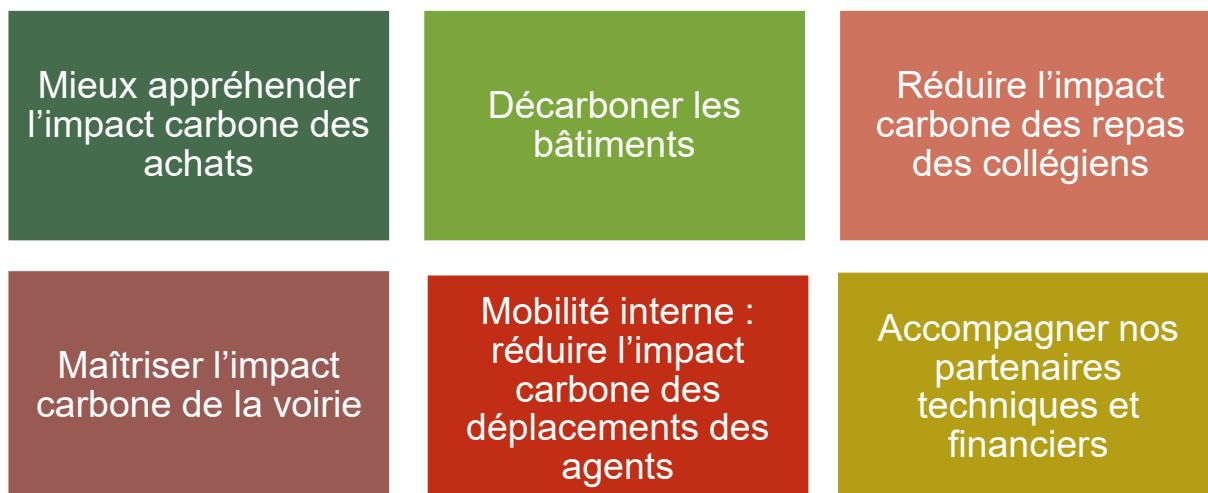 Mieux appréhender
l’impact carbone des
achats
Décarboner les
bâtiments
Réduire l’impact
carbone des repas
des collégiens
Maîtriser l’impact
carbone de la voirie
Mobilité interne :
réduire l’impact
carbone des
déplacements des
agents
Accompagner nos
partenaires
techniques et
financiers